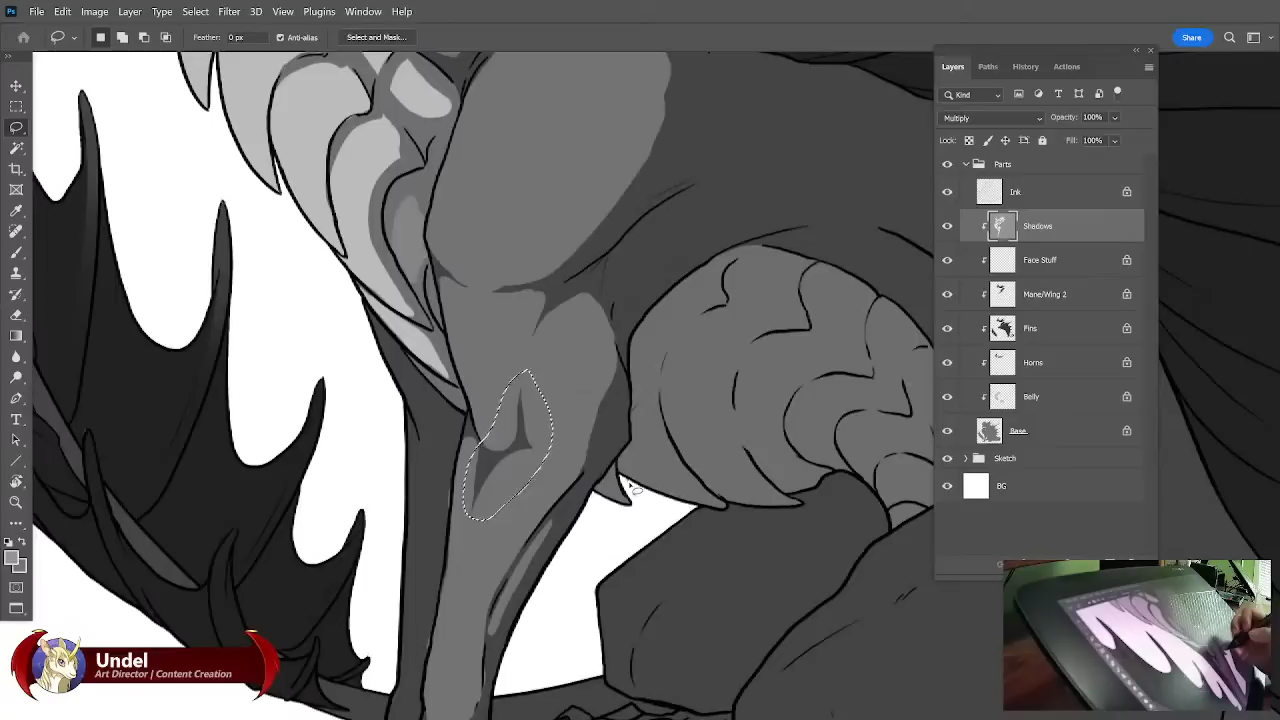 Ps File Edit Image Layer Type Select Filter 3D View Plugins Window Help
Feather: 0 px Anti-alias Select and Mask... Share
Layers Paths History Actions
Kind
Multiply Opacity: 100%
Lock: Fill: 100%
Parts
Ink
Shadows
Face Stuff
Mane/Wing 2
Fins
Horns
Belly
Base
Sketch
BG
Undel
Art Director | Content Creation